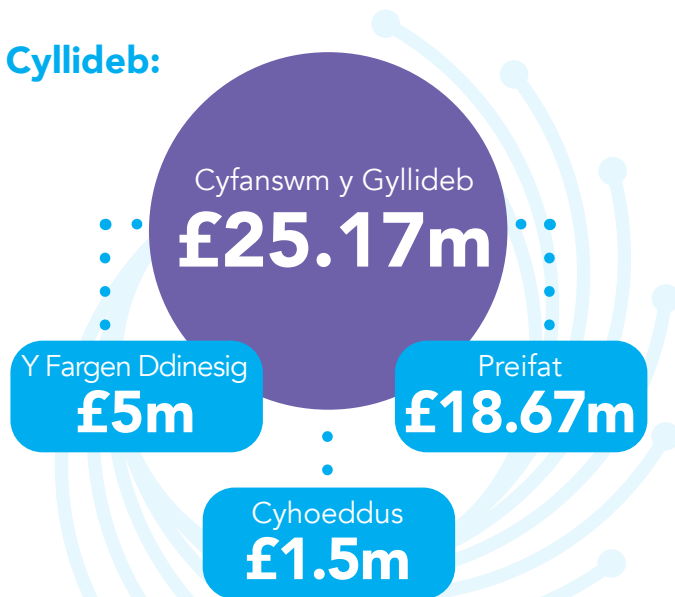 Cyllideb:
Cyfanswm y Gyllideb
£25.17m
Y Fargen Ddinesig
£5m
Preifat
£18.67m
Cyhoeddus
£1.5m